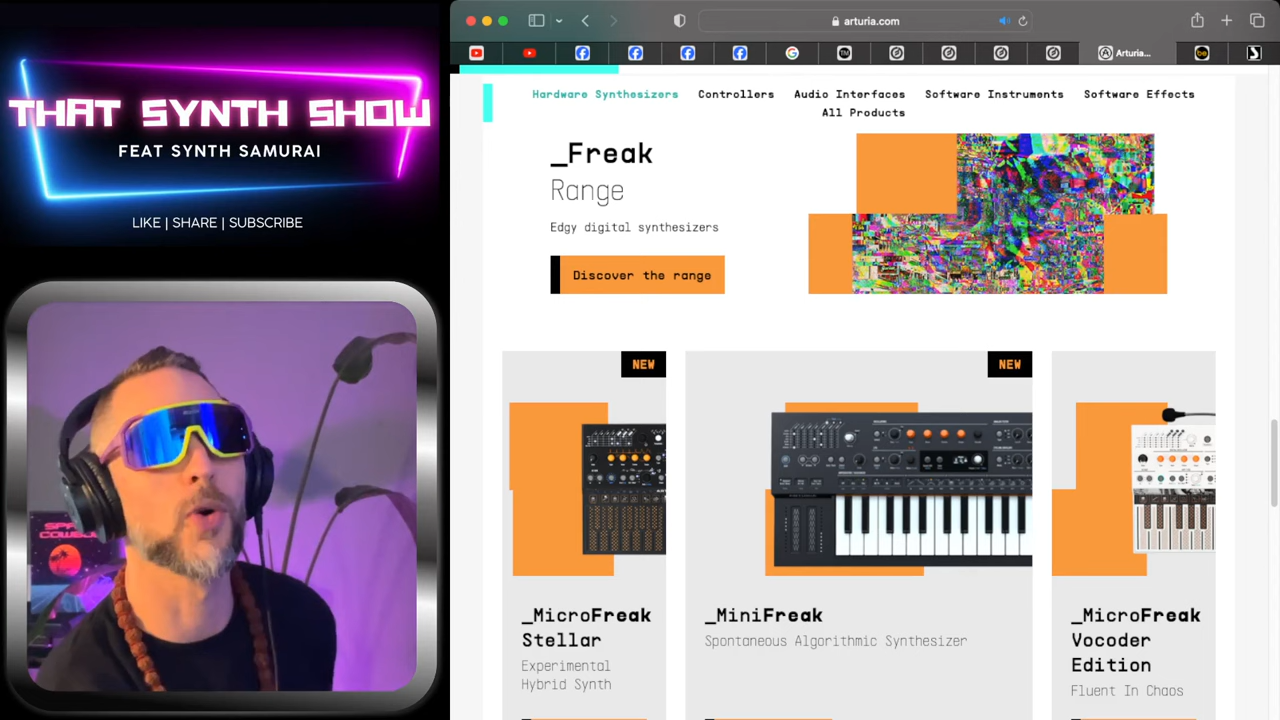 THAT SYNTH SHOW
FEAT SYNTH SAMURAI
LIKE | SHARE | SUBSCRIBE
arturia.com
Arturia...
Hardware Synthesizers Controllers Audio Interfaces Software Instruments Software Effects
All Products
_Freak
Range
Edgy digital synthesizers
Discover the range
NEW
NEW
_MicroFreak
Stellar
Experimental
Hybrid Synth
_MiniFreak
Spontaneous Algorithmic Synthesizer
_MicroFreak
Vocoder
Edition
Fluent In Chaos